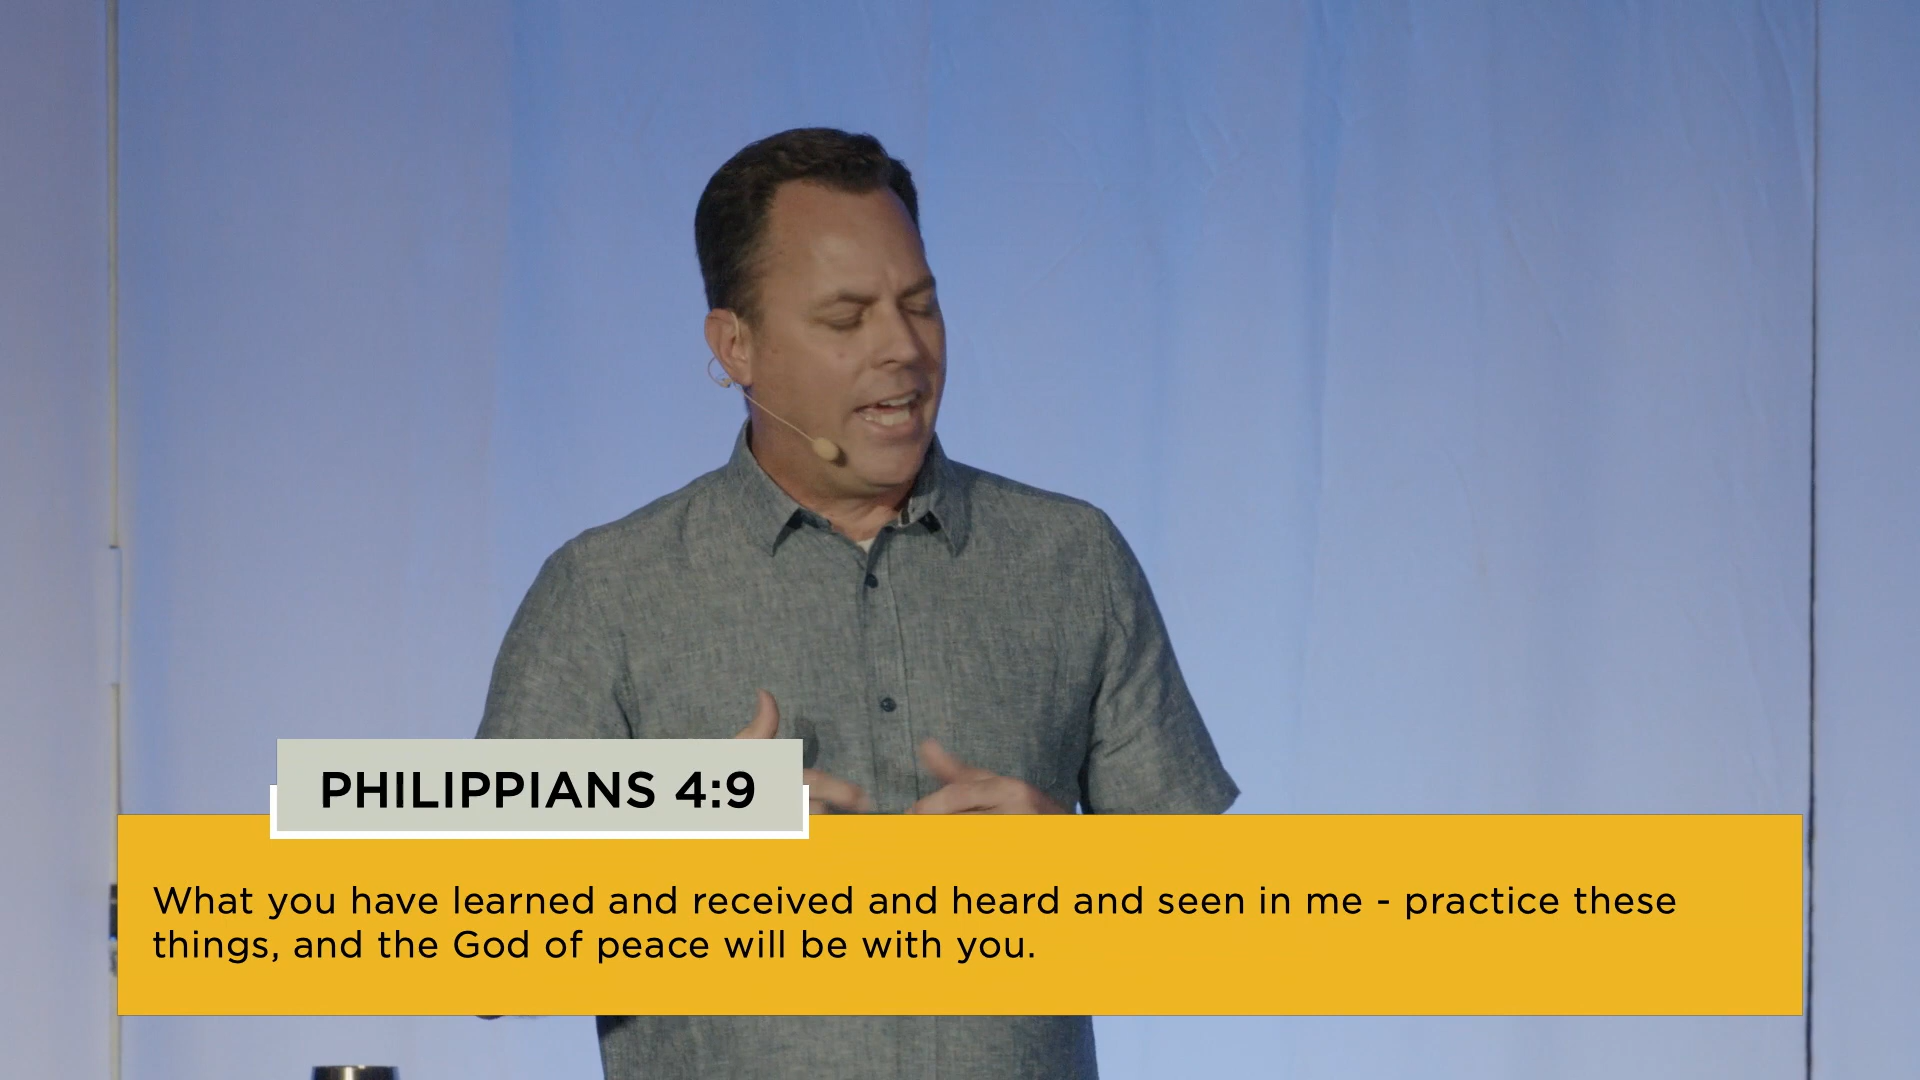 PHILIPPIANS 4:9
What you have learned and received and heard and seen in me - practice these
things, and the God of peace will be with you.